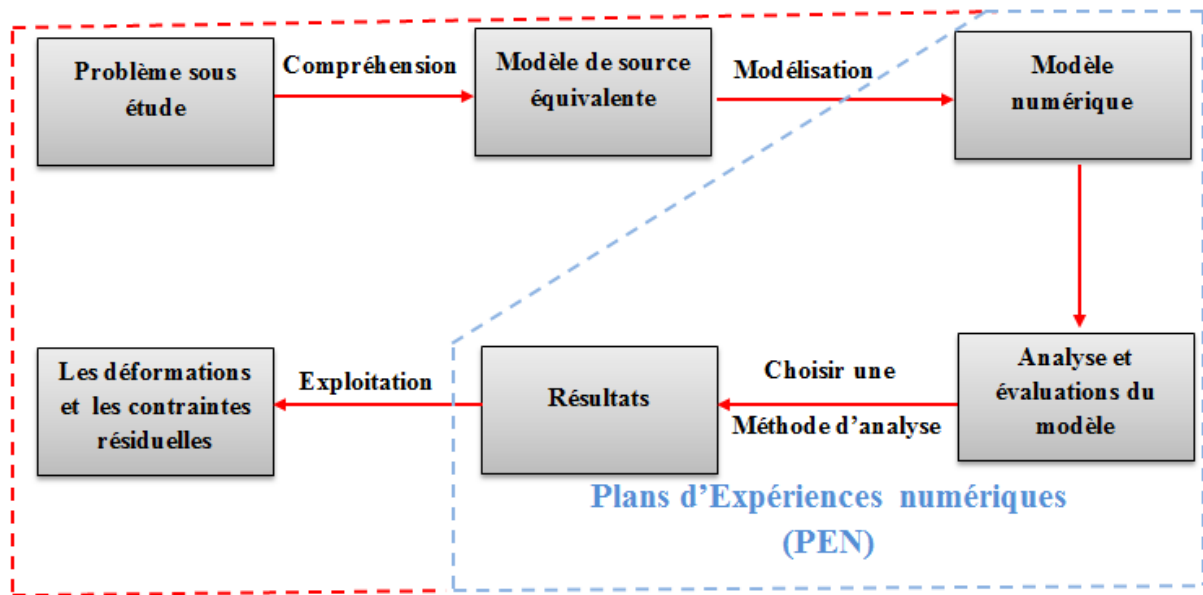 Problème sous
étude
Compréhension
Modèle de source
équivalente
Modélisation
Modèle
numérique
Analyse et
évaluations du
modèle
Choisir une
Méthode d'analyse
Résultats
Exploitation
Les déformations
et les contraintes
résiduelles
Plans d'Expériences numériques
(PEN)